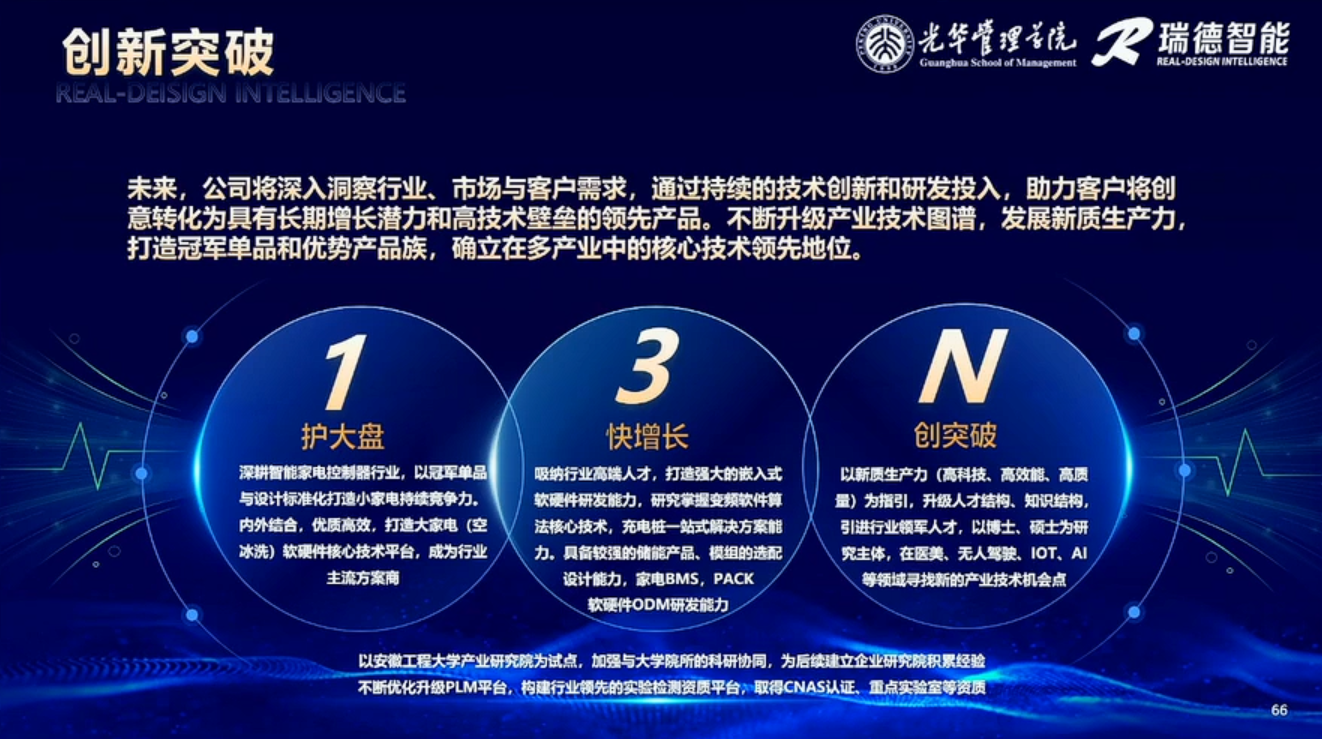 创新突破
REAL-DEISIGN INTELLIGENCE
光华管理学院
Guanghua School of Management
瑞德智能
REAL-DESIGN INTELLIGENCE
未来，公司将深入洞察行业、市场与客户需求，通过持续的技术创新和研发投入，助力客户将创
意转化为具有长期增长潜力和高技术壁垒的领先产品。不断升级产业技术图谱，发展新质生产力，
打造冠军单品和优势产品族，确立在多产业中的核心技术领先地位。
1
护大盘
深耕智能家电控制器行业，以冠军单品
与设计标准化打造小家电持续竞争力。
内外结合，优质高效，打造大家电（空
冰洗）软硬件核心技术平台，成为行业
主流方案商
3
快增长
吸纳行业高端人才，打造强大的嵌入式
软硬件研发能力，研究掌握变频软件算
法核心技术，充电桩一站式解决方案能
力。具备较强的储能产品、模组的选配
设计能力，家电BMS，PACK
软硬件ODM研发能力
N
创突破
以新质生产力（高科技、高效能、高质
量）为指引，升级人才结构、知识结构，
引进行业领军人才，以博士、硕士为研
究主体，在医美、无人驾驶、IOT、AI
等领域寻找新的产业技术机会点
以安徽工程大学产业研究院为试点，加强与大学院所的科研协同，为后续建立企业研究院积累经验
不断优化升级PLM平台，构建行业领先的实验检测资质平台，取得CNAS认证、重点实验室等资质
66